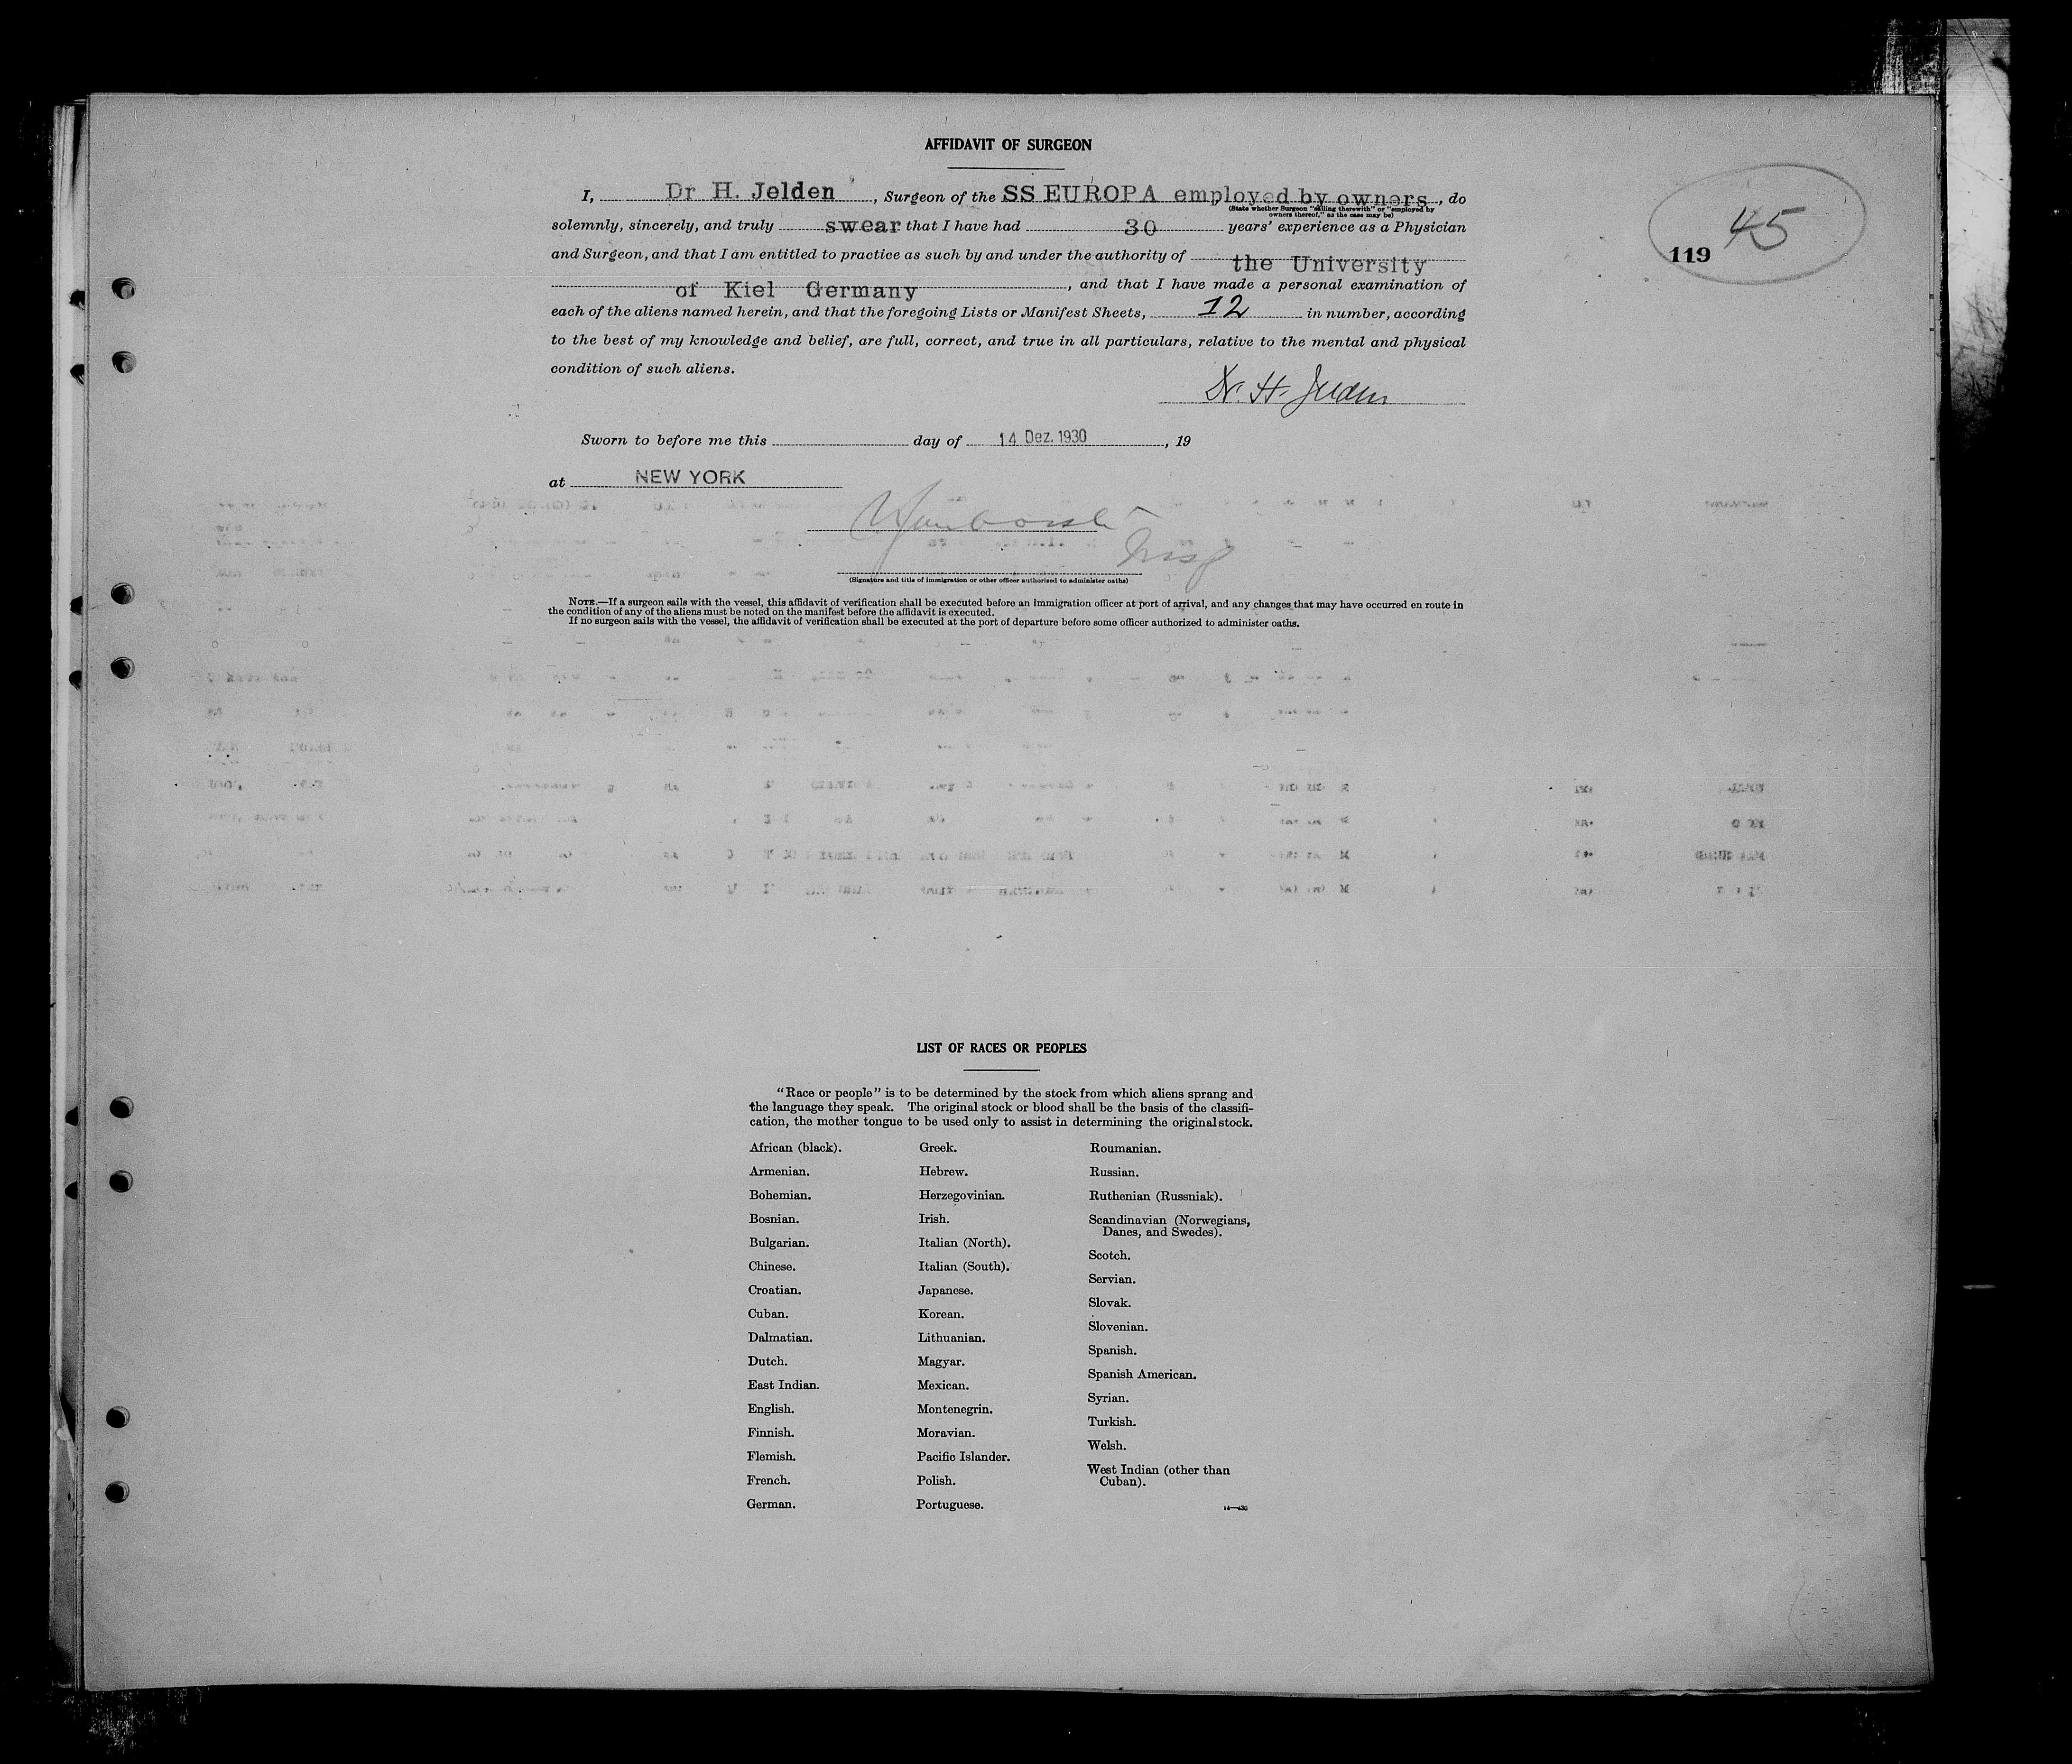 AFFIDAVIT OF SURGEON
I, Dr H. Jelden, Surgeon of the SS EUROPA employed by owners, do
(State whether Surgeon "sailing therewith" or "employed by
owners thereof," as the case may be)
solemnly, sincerely, and truly swear that I have had 30 years' experience as a Physician
and Surgeon, and that I am entitled to practice as such by and under the authority of the University
of Kiel Germany, and that I have made a personal examination of
each of the aliens named herein, and that the foregoing Lists or Manifest Sheets, 12 in number, according
to the best of my knowledge and belief, are full, correct, and true in all particulars, relative to the mental and physical
condition of such aliens.
119 45
Dr. H. Jelden
Sworn to before me this day of 14 Dez. 1930, 19
at NEW YORK
Insp
(Signature and title of immigration or other officer authorized to administer oaths)
NOTE.—If a surgeon sails with the vessel, this affidavit of verification shall be executed before an immigration officer at port of arrival, and any changes that may have occurred en route in
the condition of any of the aliens must be noted on the manifest before the affidavit is executed.
If no surgeon sails with the vessel, the affidavit of verification shall be executed at the port of departure before some officer authorized to administer oaths.
LIST OF RACES OR PEOPLES
"Race or people" is to be determined by the stock from which aliens sprang and
the language they speak. The original stock or blood shall be the basis of the classifi-
cation, the mother tongue to be used only to assist in determining the original stock.
African (black).
Armenian.
Bohemian.
Bosnian.
Bulgarian.
Chinese.
Croatian.
Cuban.
Dalmatian.
Dutch.
East Indian.
English.
Finnish.
Flemish.
French.
German.
Greek.
Hebrew.
Herzegovinian.
Irish.
Italian (North).
Italian (South).
Japanese.
Korean.
Lithuanian.
Magyar.
Mexican.
Montenegrin.
Moravian.
Pacific Islander.
Polish.
Portuguese.
Roumanian.
Russian.
Ruthenian (Russniak).
Scandinavian (Norwegians,
Danes, and Swedes).
Scotch.
Servian.
Slovak.
Slovenian.
Spanish.
Spanish American.
Syrian.
Turkish.
Welsh.
West Indian (other than
Cuban).